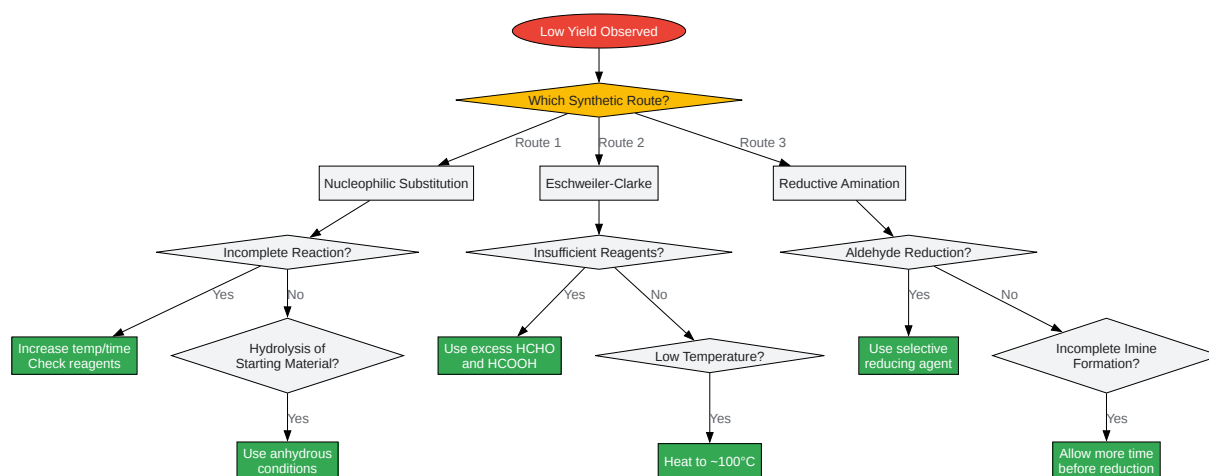 Low Yield Observed
Which Synthetic Route?
Route 1
Route 2
Route 3
Nucleophilic Substitution
Eschweiler-Clarke
Reductive Amination
Incomplete Reaction?
Insufficient Reagents?
Aldehyde Reduction?
Yes
No
Yes
No
Yes
No
Increase temp/time
Check reagents
Hydrolysis of
Starting Material?
Use excess HCHO
and HCOOH
Low Temperature?
Use selective
reducing agent
Incomplete Imine
Formation?
Yes
Yes
Yes
Use anhydrous
conditions
Heat to ~100°C
Allow more time
before reduction